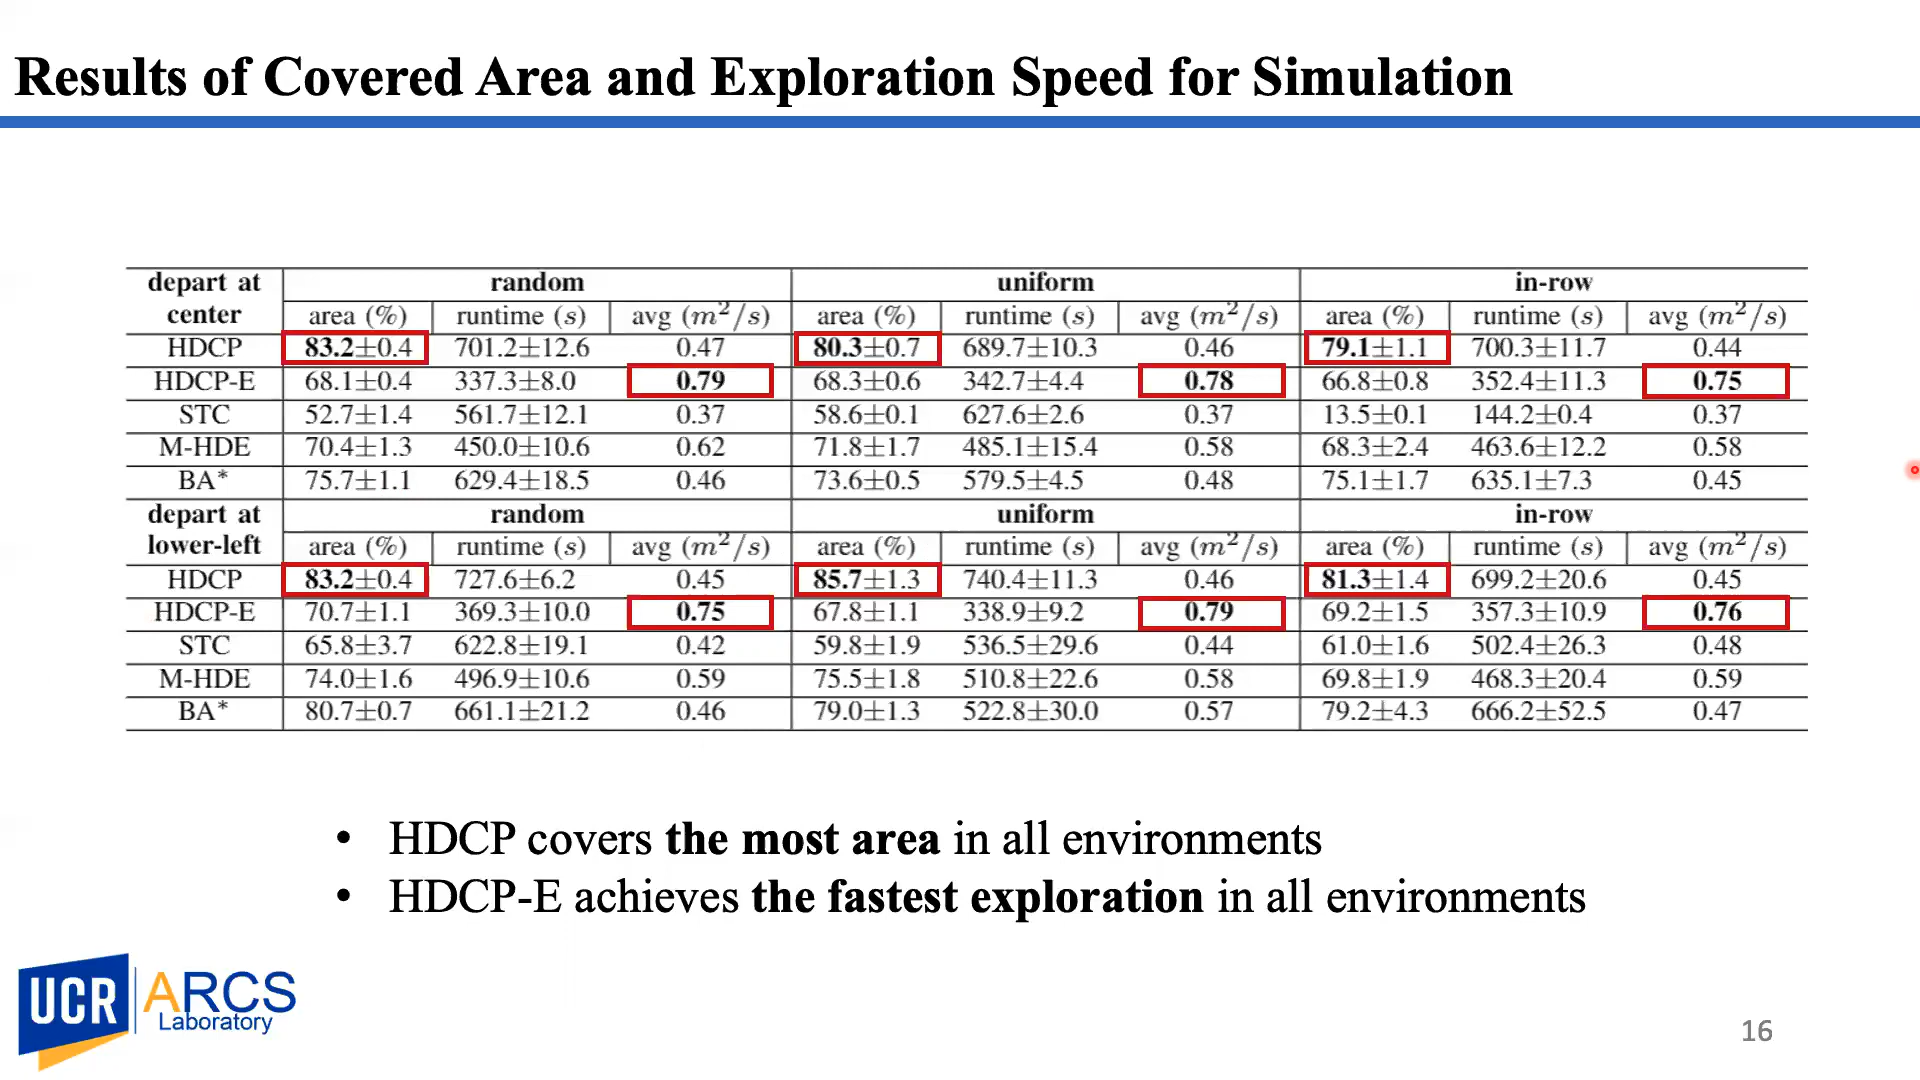 Results of Covered Area and Exploration Speed for Simulation
depart at center random uniform in-row
area (%) runtime (s) avg (m²/s) area (%) runtime (s) avg (m²/s) area (%) runtime (s) avg (m²/s)
HDCP 83.2±0.4 701.2±12.6 0.47 80.3±0.7 689.7±10.3 0.46 79.1±1.1 700.3±11.7 0.44
HDCP-E 68.1±0.4 337.3±8.0 0.79 68.3±0.6 342.7±4.4 0.78 66.8±0.8 352.4±11.3 0.75
STC 52.7±1.4 561.7±12.1 0.37 58.6±0.1 627.6±2.6 0.37 13.5±0.1 144.2±0.4 0.37
M-HDE 70.4±1.3 450.0±10.6 0.62 71.8±1.7 485.1±15.4 0.58 68.3±2.4 463.6±12.2 0.58
BA* 75.7±1.1 629.4±18.5 0.46 73.6±0.5 579.5±4.5 0.48 75.1±1.7 635.1±7.3 0.45
depart at lower-left random uniform in-row
area (%) runtime (s) avg (m²/s) area (%) runtime (s) avg (m²/s) area (%) runtime (s) avg (m²/s)
HDCP 83.2±0.4 727.6±6.2 0.45 85.7±1.3 740.4±11.3 0.46 81.3±1.4 699.2±20.6 0.45
HDCP-E 70.7±1.1 369.3±10.0 0.75 67.8±1.1 338.9±9.2 0.79 69.2±1.5 357.3±10.9 0.76
STC 65.8±3.7 622.8±19.1 0.42 59.8±1.9 536.5±29.6 0.44 61.0±1.6 502.4±26.3 0.48
M-HDE 74.0±1.6 496.9±10.6 0.59 75.5±1.8 510.8±22.6 0.58 69.8±1.9 468.3±20.4 0.59
BA* 80.7±0.7 661.1±21.2 0.46 79.0±1.3 522.8±30.0 0.57 79.2±4.3 666.2±52.5 0.47
• HDCP covers the most area in all environments
• HDCP-E achieves the fastest exploration in all environments
UCR ARCS
Laboratory
16